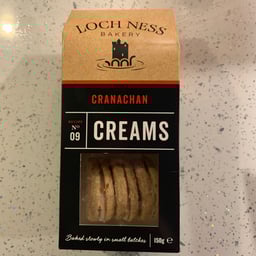 LOCH NESS
BAKERY
CRANACHAN
RECIPE
Nº
09
CREAMS
Baked slowly in small batches
150g e